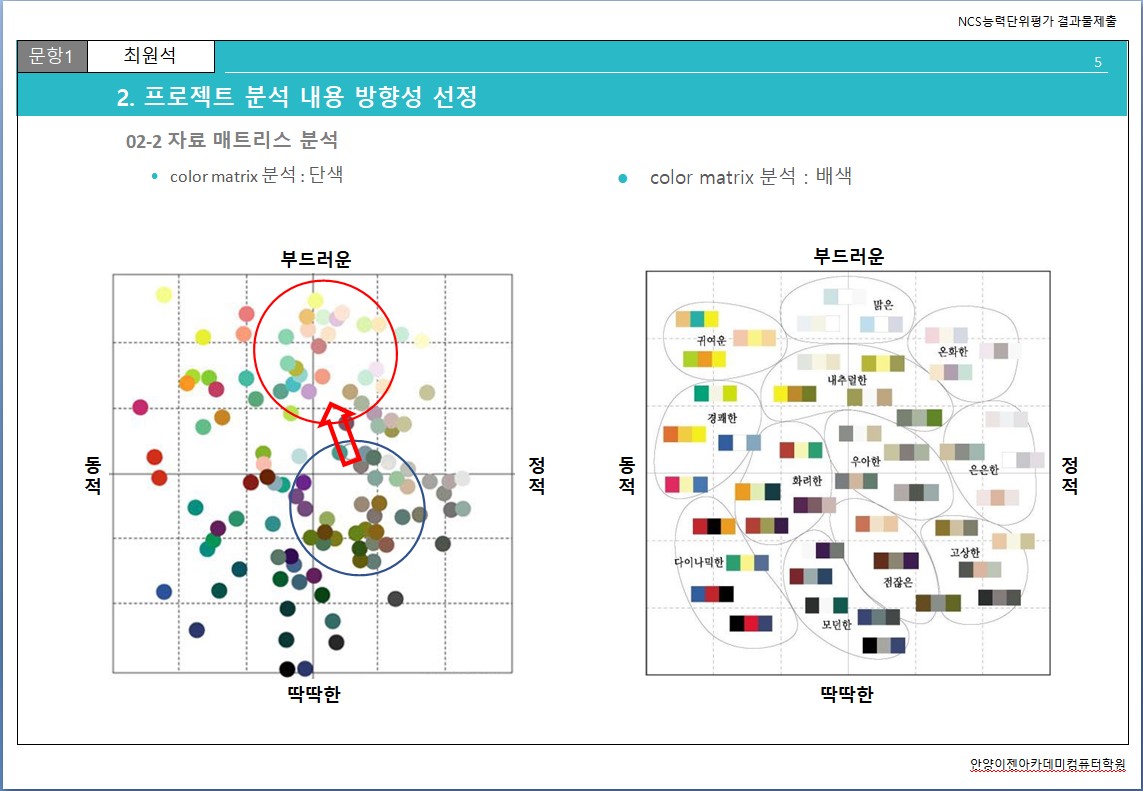 NCS능력단위평가 결과물제출
문항1
최원석
5
2. 프로젝트 분석 내용 방향성 선정
02-2 자료 매트리스 분석
• color matrix 분석 : 단색
• color matrix 분석 : 배색
부드러운
동적
정적
딱딱한
부드러운
동적
정적
딱딱한
맑은
귀여운
온화한
내추럴한
경쾌한
우아한
은은한
화려한
다이나믹한
고상한
점잖은
모던한
안양이젠아카데미컴퓨터학원